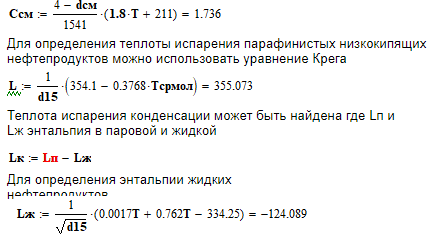 Ссм := 4 − dсм / 1541 ·(1.8·T + 211) = 1.736
Для определения теплоты испарения парафинистых низкокипящих
нефтепродуктов можно использовать уравнение Крега
L := 1 / d15 ·(354.1 − 0.3768·Tсрмол) = 355.073
Теплота испарения конденсации может быть найдена где Lп и
Lж энтальпия в паровой и жидкой
Lк := Lп − Lж
Для определения энтальпии жидких
нефтепродуктов
Lж := 1 / √d15 ·(0.0017T + 0.762T − 334.25) = −124.089